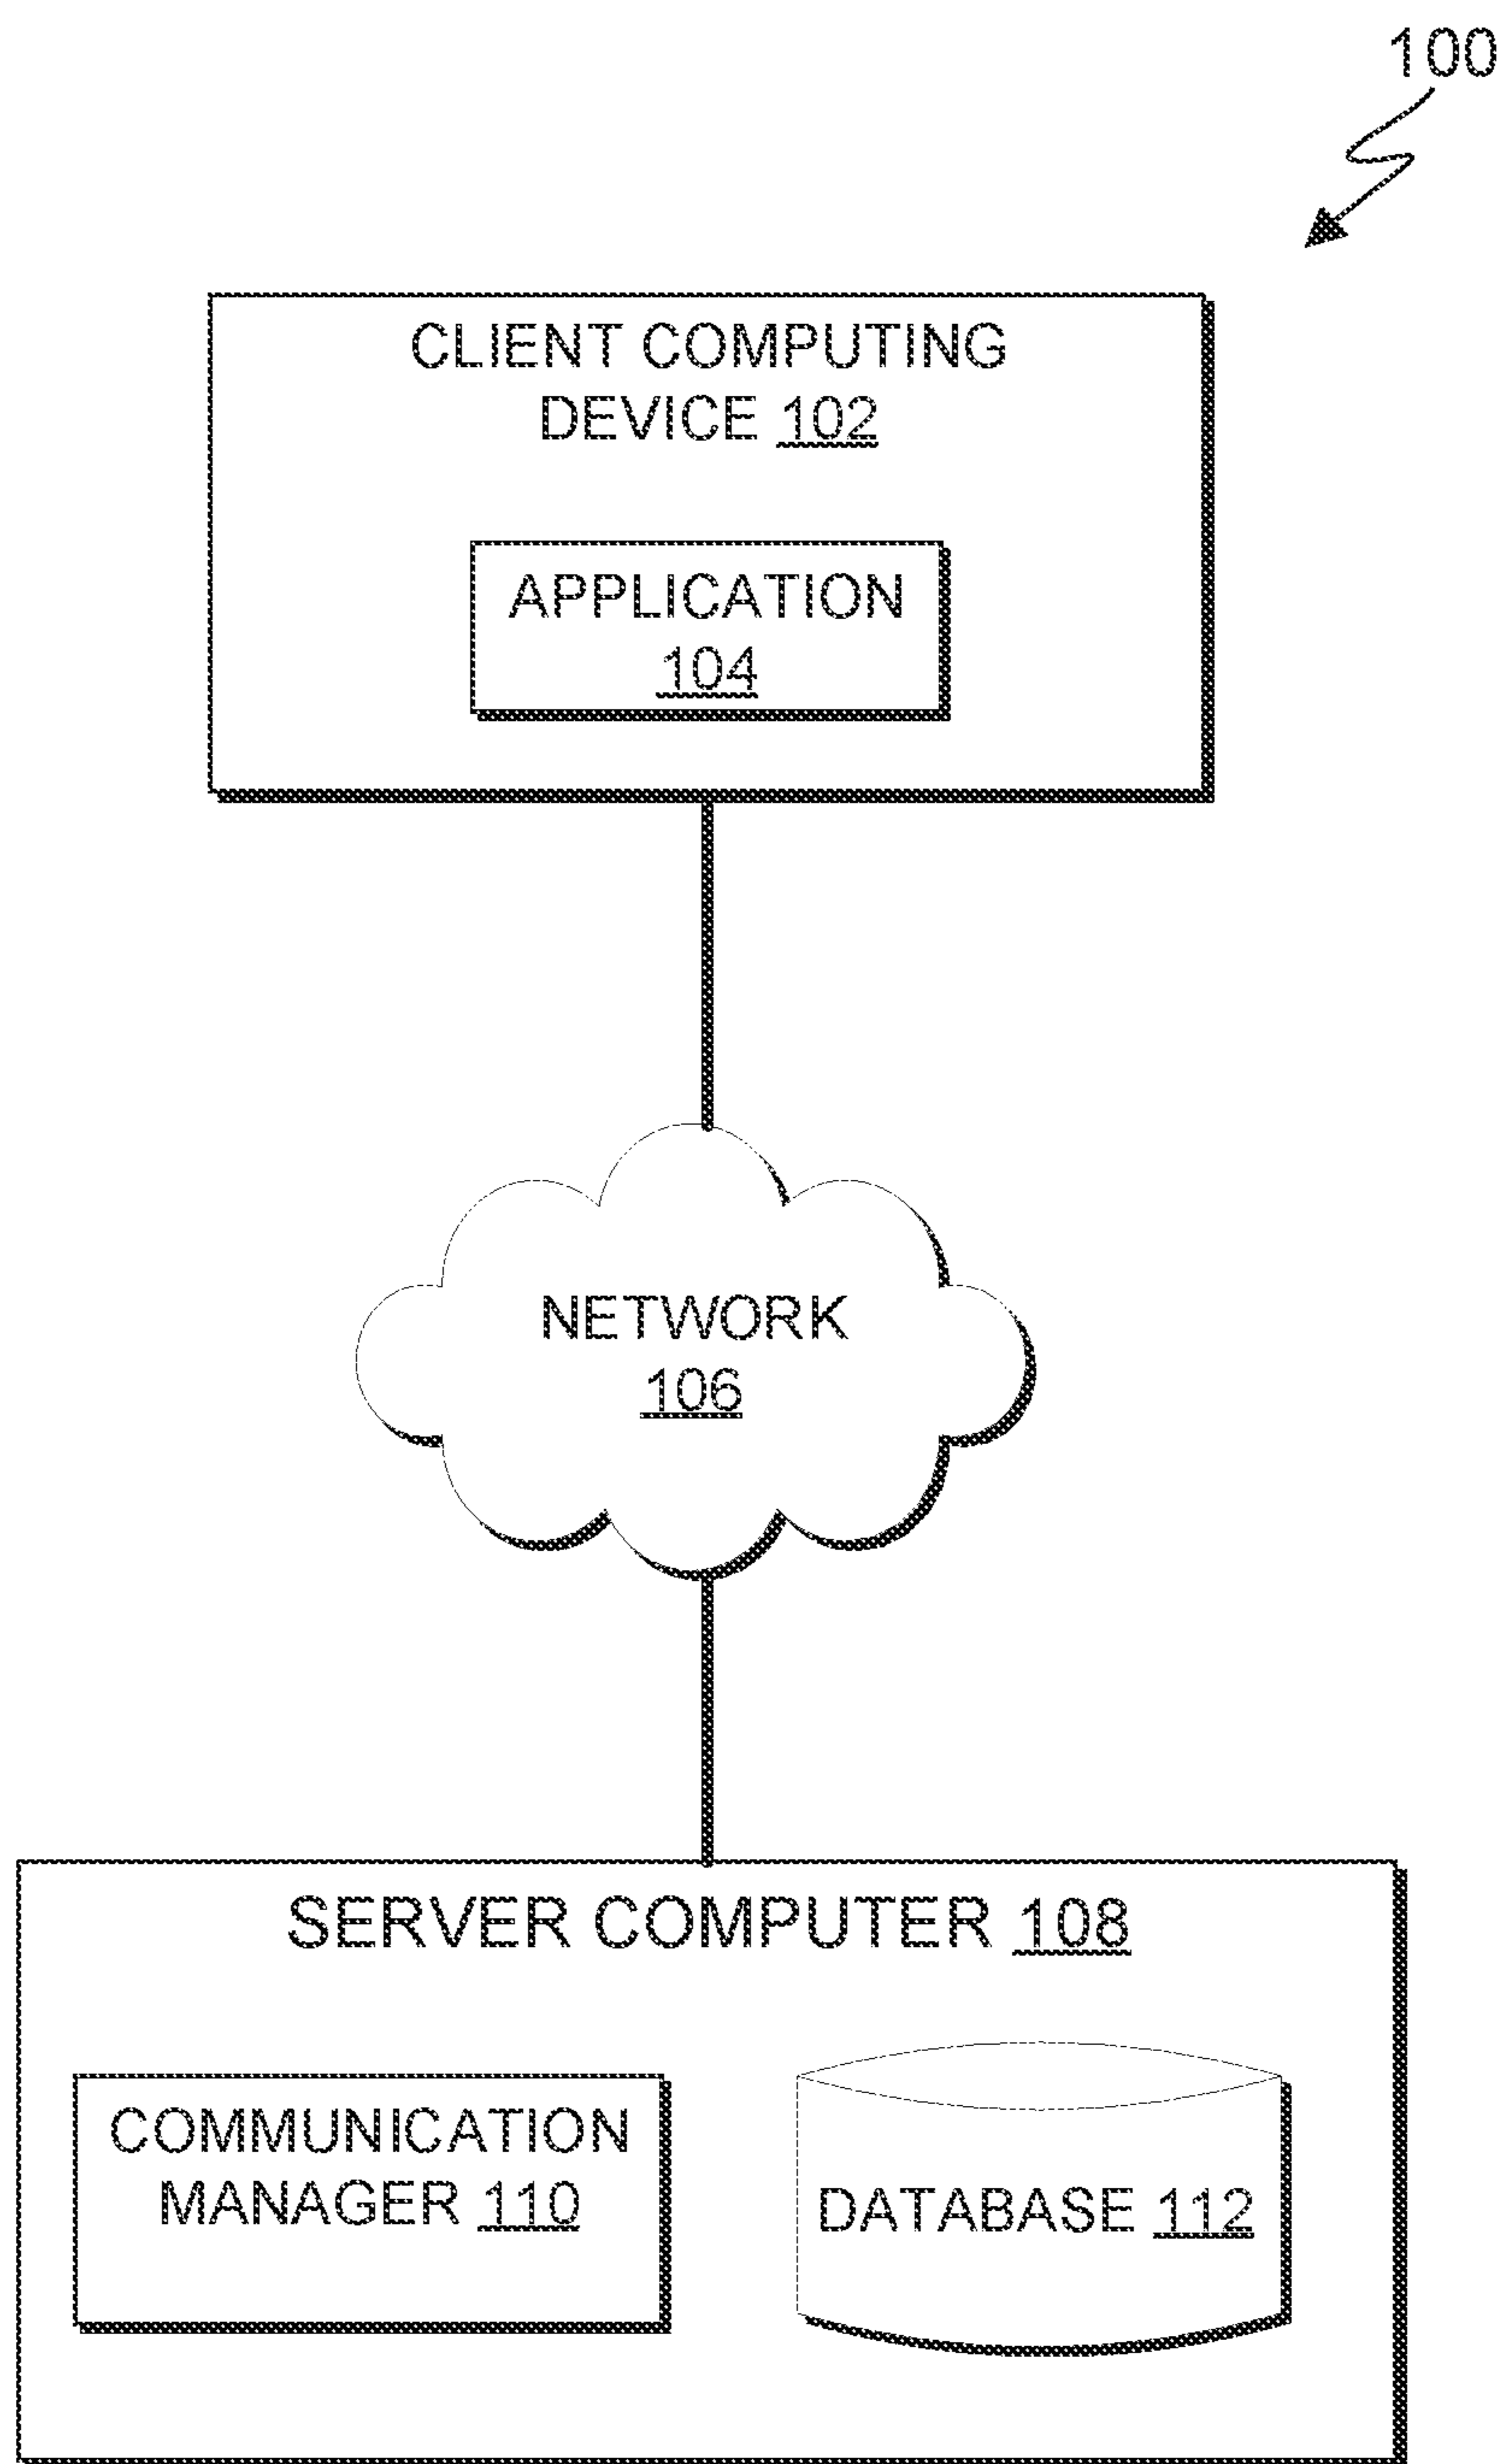 100
CLIENT COMPUTING
DEVICE 102
APPLICATION
104
NETWORK
106
SERVER COMPUTER 108
COMMUNICATION
MANAGER 110
DATABASE 112